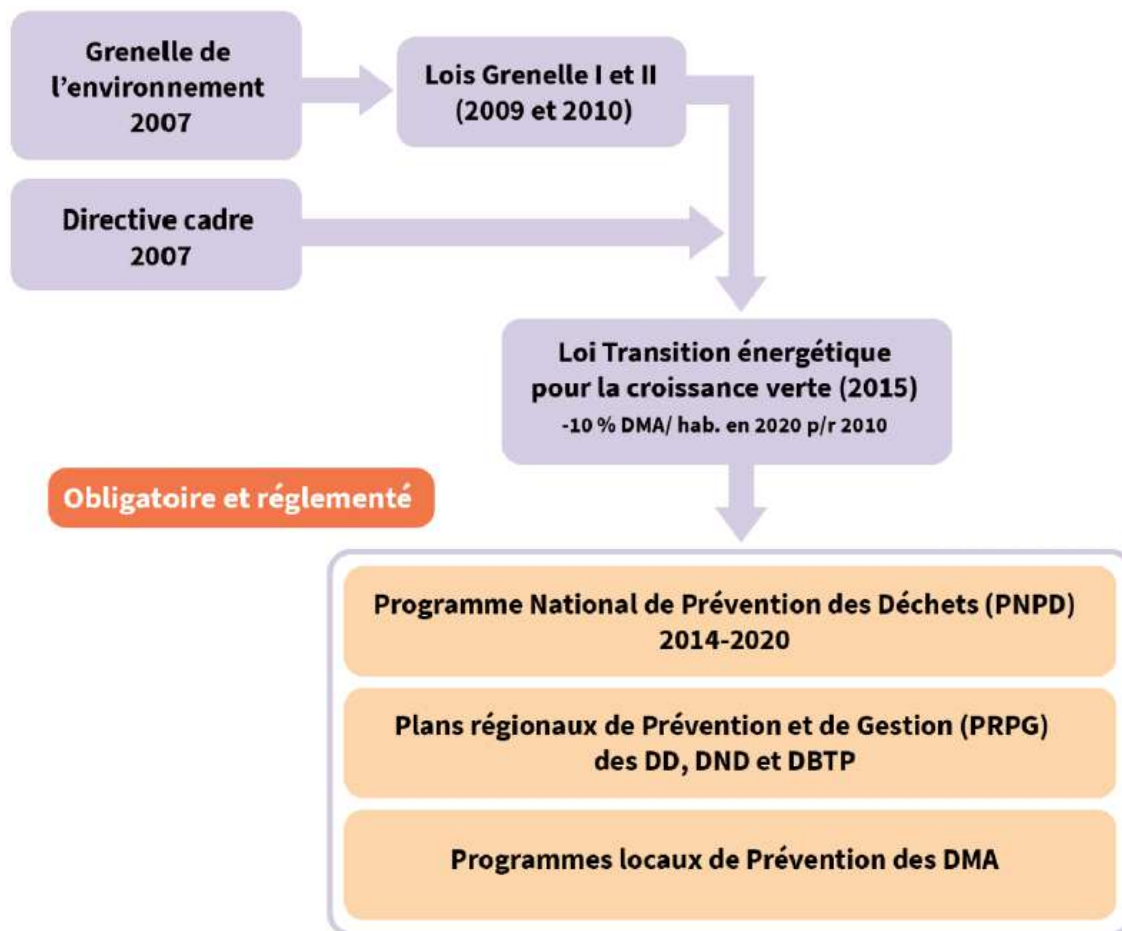 Grenelle de
l’environnement
2007
Lois Grenelle I et II
(2009 et 2010)
Directive cadre
2007
Loi Transition énergétique
pour la croissance verte (2015)
-10 % DMA/ hab. en 2020 p/r 2010
Obligatoire et réglementé
Programme National de Prévention des Déchets (PNPD)
2014-2020
Plans régionaux de Prévention et de Gestion (PRPG)
des DD, DND et DBTP
Programmes locaux de Prévention des DMA